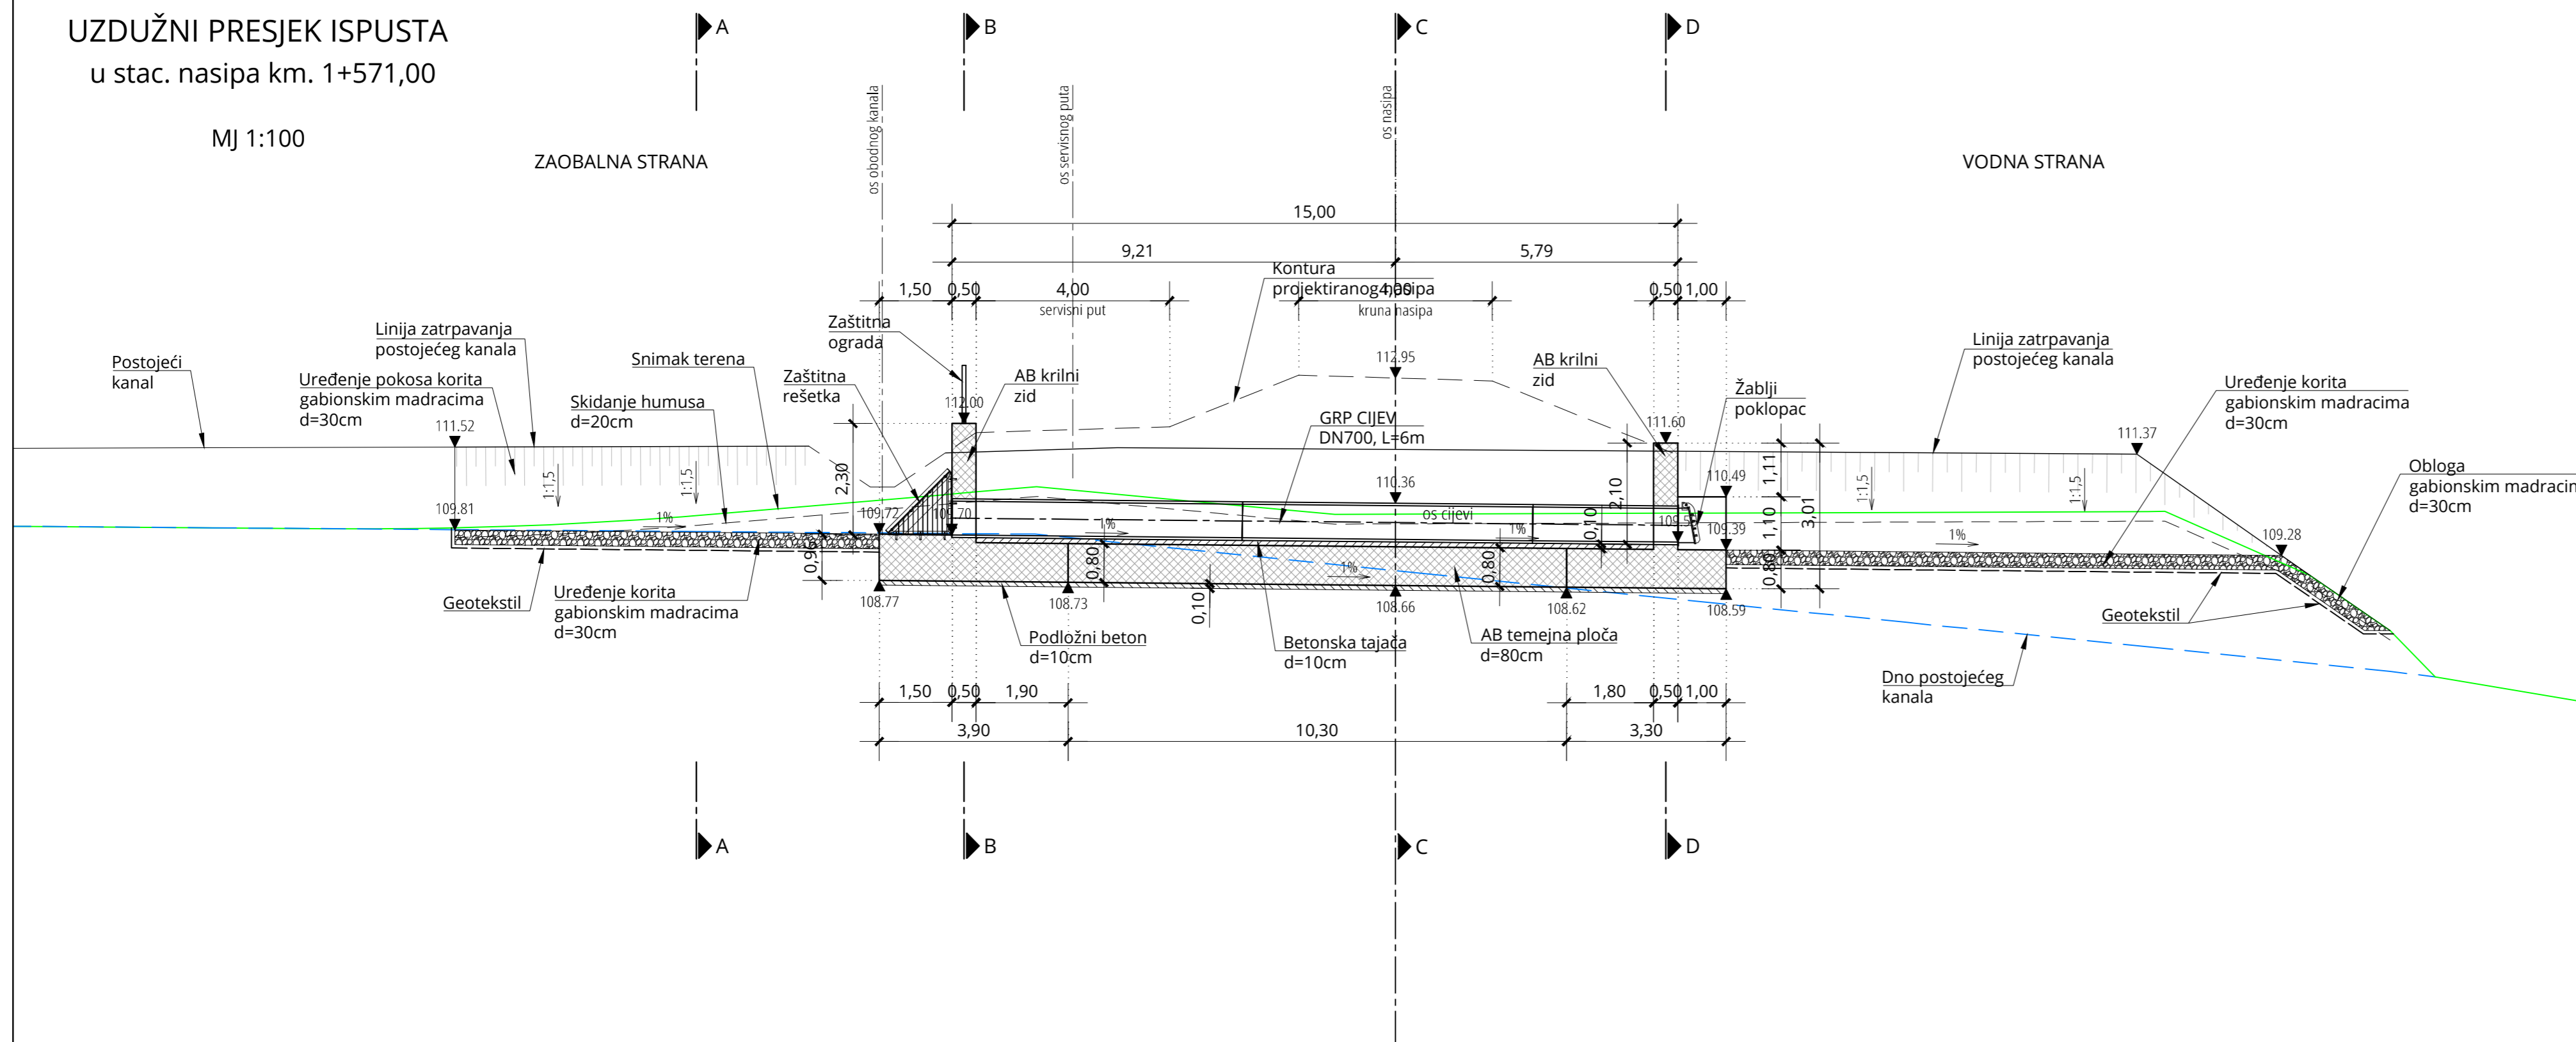 UZDUŽNI PRESJEK ISPUSTA
u stac. nasipa km. 1+571,00
MJ 1:100
A
B
C
D
os obodnog kanala
os servisnog puta
os nasipa
ZAOBALNA STRANA
VODNA STRANA
15,00
9,21
5,79
1,50
0,50
4,00
servisni put
Kontura
projektiranog nasipa
4,00
kruna nasipa
0,50
1,00
Postojeći
kanal
Linija zatrpavanja
postojećeg kanala
Uređenje pokosa korita
gabionskim madracima
d=30cm
Snimak terena
Skidanje humusa
d=20cm
Zaštitna
ograda
Zaštitna
rešetka
AB krilni
zid
112.00
112.95
GRP CIJEV
DN700, L=6m
AB krilni
zid
Žablji
poklopac
111.60
Linija zatrpavanja
postojećeg kanala
Uređenje korita
gabionskim madracima
d=30cm
Obloga
gabionskim madracim
d=30cm
111.52
1:1,5
1:1,5
109.81
1%
2,30
109.72
109.70
0,96
1%
110.36
os cijevi
1%
0,10
2,10
110.49
109.39
1,11
1,10
3,01
0,80
1:1,5
1:1,5
111.37
1%
109.28
0,80
0,80
1%
108.77
108.73
0,10
108.66
108.62
108.59
Geotekstil
Uređenje korita
gabionskim madracima
d=30cm
Podložni beton
d=10cm
Betonska tajača
d=10cm
AB temejna ploča
d=80cm
Geotekstil
Dno postojećeg
kanala
1,50
0,50
1,90
1,80
0,50
1,00
3,90
10,30
3,30
A
B
C
D